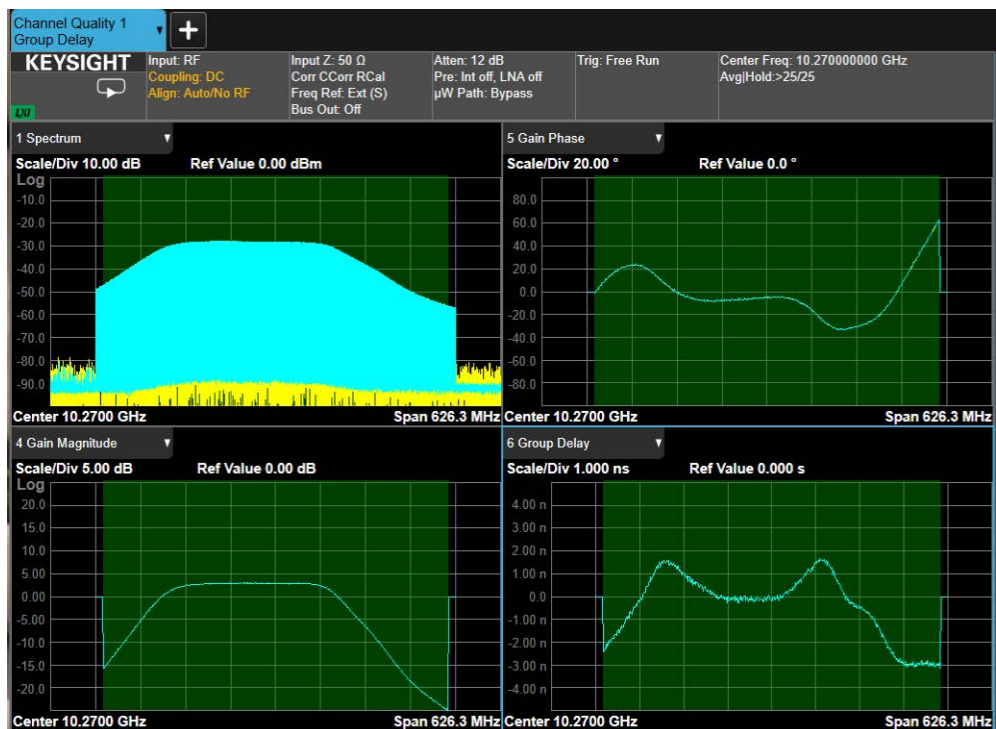 Channel Quality 1
Group Delay
KEYSIGHT
LXI
Input: RF
Coupling: DC
Align: Auto/No RF
Input Z: 50 Ω
Corr CCorr RCal
Freq Ref: Ext (S)
Bus Out: Off
Atten: 12 dB
Pre: Int off, LNA off
µW Path: Bypass
Trig: Free Run
Center Freq: 10.270000000 GHz
Avg|Hold:>25/25
1 Spectrum
Scale/Div 10.00 dB
Ref Value 0.00 dBm
Log
-10.0
-20.0
-30.0
-40.0
-50.0
-60.0
-70.0
-80.0
-90.0
Center 10.2700 GHz
Span 626.3 MHz
5 Gain Phase
Scale/Div 20.00 °
Ref Value 0.0 °
80.0
60.0
40.0
20.0
0.0
-20.0
-40.0
-60.0
-80.0
Center 10.2700 GHz
Span 626.3 MHz
4 Gain Magnitude
Scale/Div 5.00 dB
Ref Value 0.00 dB
Log
20.0
15.0
10.0
5.00
0.00
-5.00
-10.0
-15.0
-20.0
Center 10.2700 GHz
Span 626.3 MHz
6 Group Delay
Scale/Div 1.000 ns
Ref Value 0.000 s
4.00 n
3.00 n
2.00 n
1.00 n
0.00
-1.00 n
-2.00 n
-3.00 n
-4.00 n
Center 10.2700 GHz
Span 626.3 MHz